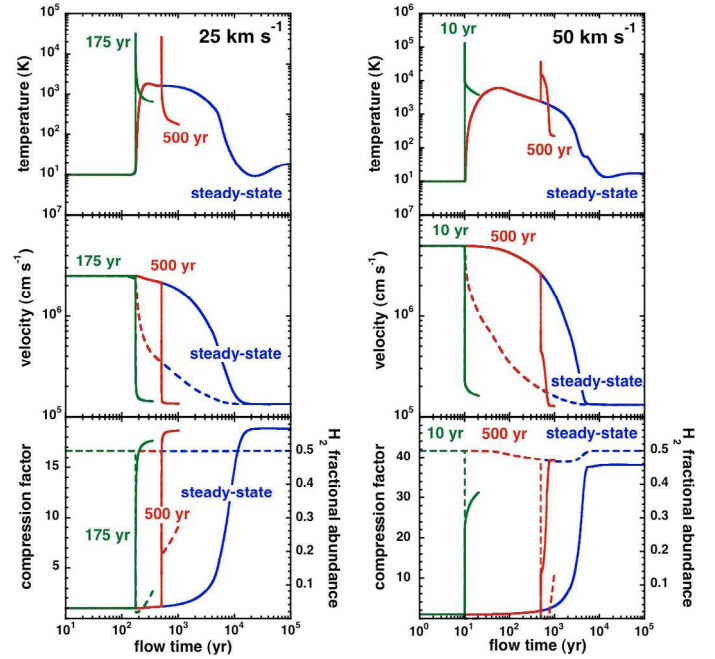 175 yr
25 km s-1
500 yr
steady-state
temperature (K)
10^5
10^4
10^3
10^2
10^1
10^0
10^7
10 yr
50 km s-1
500 yr
steady-state
temperature (K)
10^6
10^5
10^4
10^3
10^2
10^1
10^0
10^7
175 yr
500 yr
steady-state
velocity (cm s-1)
10^6
10^5
10 yr
500 yr
steady-state
velocity (cm s-1)
10^6
10^5
175 yr
500 yr
steady-state
compression factor
15
10
5
H2 fractional abundance
0.5
0.4
0.3
0.2
0.1
10^1
10^2
10^3
10^4
10^5
flow time (yr)
10 yr
500 yr
steady-state
compression factor
40
30
20
10
H2 fractional abundance
0.5
0.4
0.3
0.2
0.1
10^0
10^1
10^2
10^3
10^4
10^5
flow time (yr)